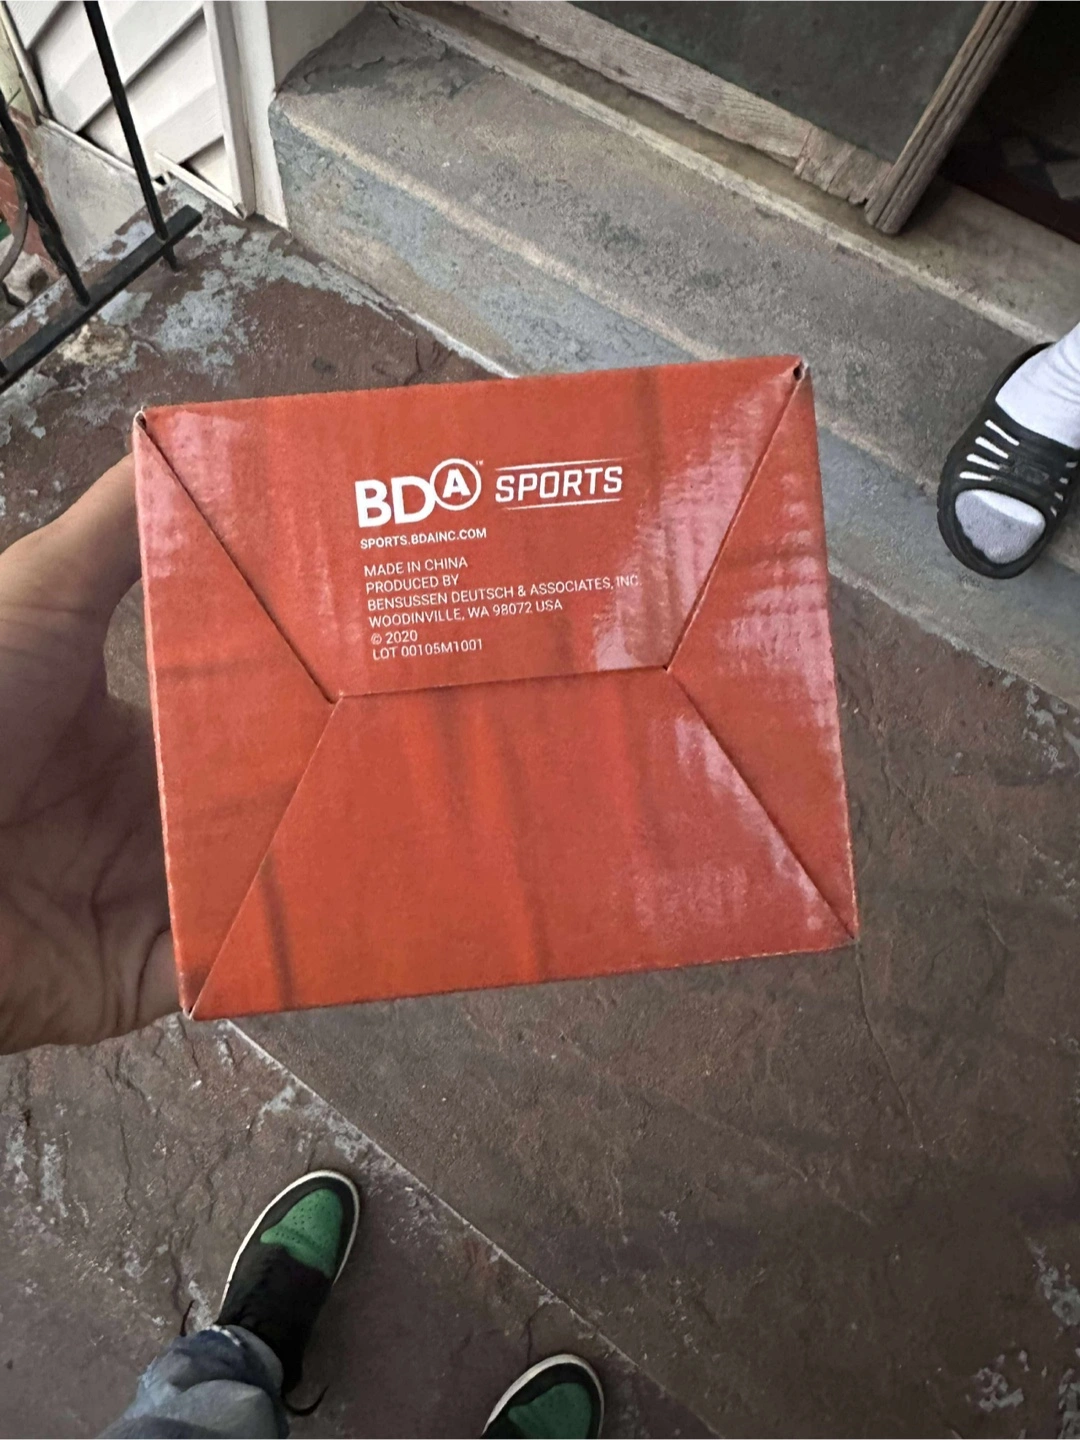 BDA™ SPORTS
SPORTS.BDAINC.COM
MADE IN CHINA
PRODUCED BY
BENSUSSEN DEUTSCH & ASSOCIATES, INC.
WOODINVILLE, WA 98072 USA
© 2020
LOT 00105M1001